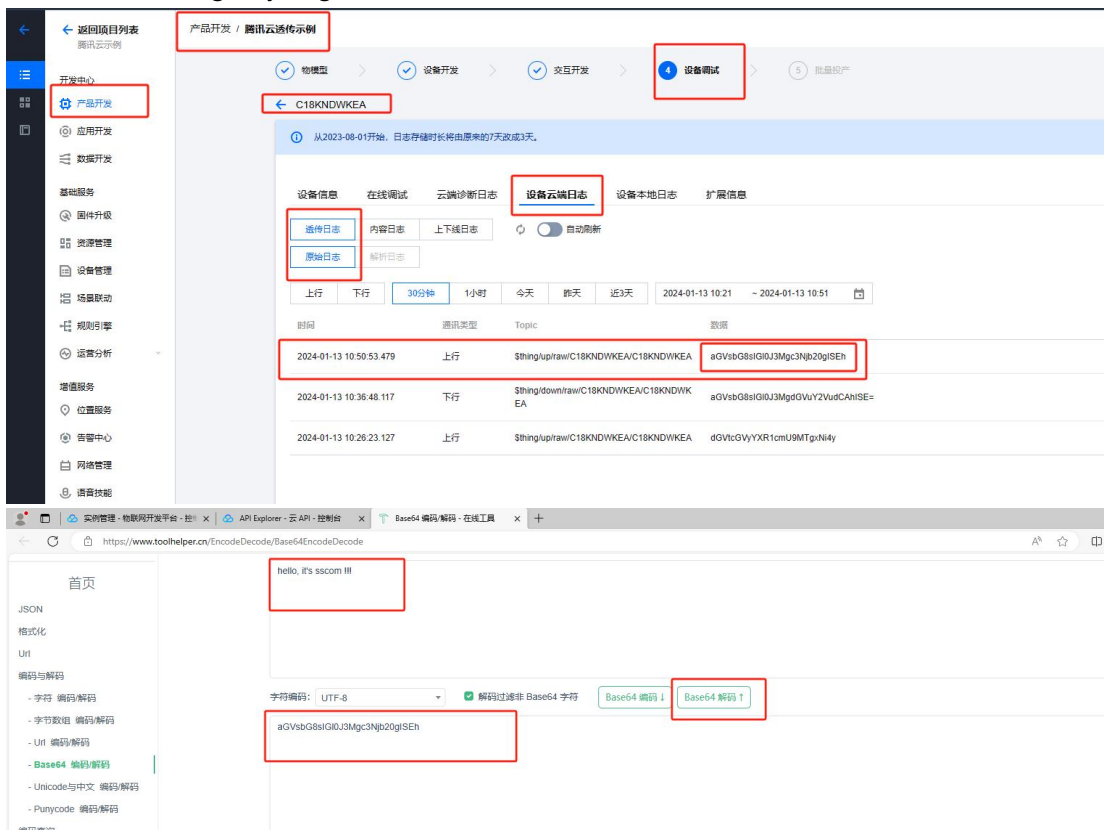 返回项目列表
腾讯云示例
产品开发 / 腾讯云透传示例
物模型
设备开发
交互开发
4 设备调试
5 批量投产
开发中心
产品开发
应用开发
数据开发
基础服务
固件升级
资源管理
设备管理
场景联动
规则引擎
运营分析
增值服务
位置服务
告警中心
网络管理
语音技能
C18KNDWKEA
从2023-08-01开始，日志存储时长将由原来的7天改成3天。
设备信息 在线调试 云端诊断日志 设备云端日志 设备本地日志 扩展信息
透传日志 内容日志 上下线日志 自动刷新
原始日志 解析日志
上行 下行 30分钟 1小时 今天 昨天 近3天 2024-01-13 10:21 ~ 2024-01-13 10:51
时间 通讯类型 Topic 数据
2024-01-13 10:50:53.479 上行 $thing/up/raw/C18KNDWKEA/C18KNDWKEA aGVsbG8sIGl0J3Mgc3Njb20gISEh
2024-01-13 10:36:48.117 下行 $thing/down/raw/C18KNDWKEA/C18KNDWK
EA aGVsbG8sIGl0J3MgdGVuY2VudCAhISE=
2024-01-13 10:26:23.127 上行 $thing/up/raw/C18KNDWKEA/C18KNDWKEA dGVtcGVyYXR1cmU9MTgxNi4y
实例管理 - 物联网开发平台 - 控 API Explorer - 云 API - 控制台 Base64 编码/解码 - 在线工具
https://www.toolhelper.cn/EncodeDecode/Base64EncodeDecode
首页
JSON
格式化
Url
编码与解码
- 字符 编码/解码
- 字节数组 编码/解码
- Url 编码/解码
- Base64 编码/解码
- Unicode与中文 编码/解码
- Punycode 编码/解码
hello, it's sscom !!!
字符编码: UTF-8 解码过滤非 Base64 字符 Base64 编码↓ Base64 解码↑
aGVsbG8sIGl0J3Mgc3Njb20gISEh